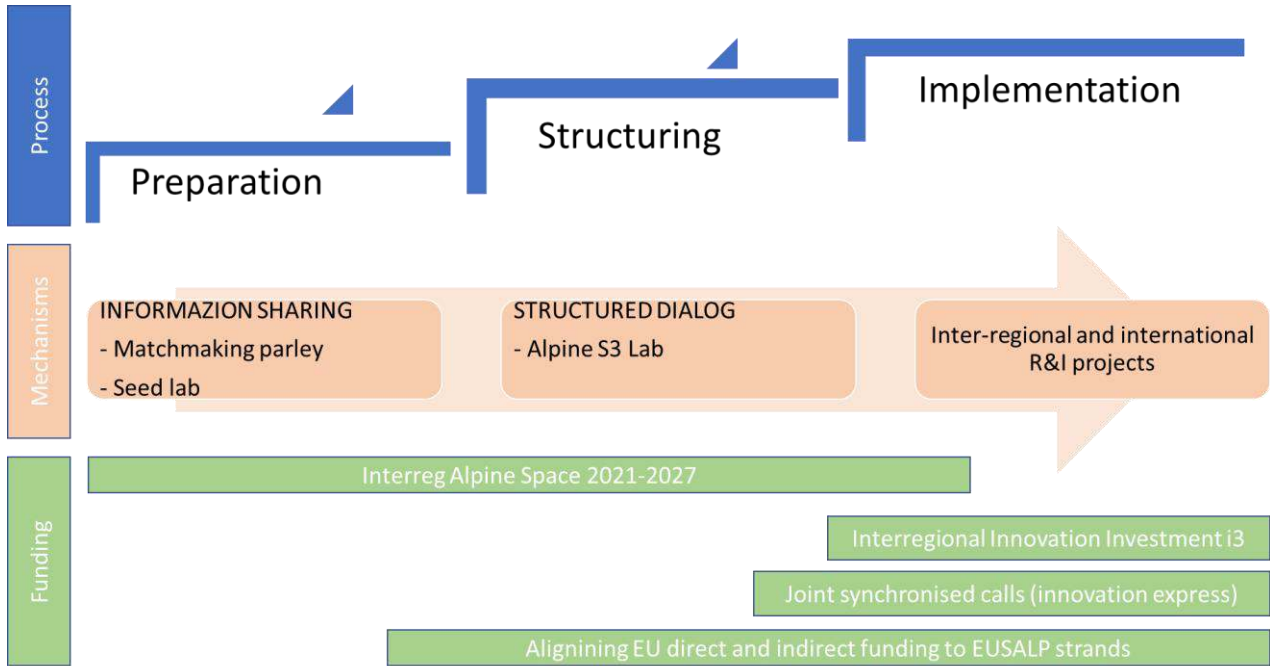 Process
Preparation
Structuring
Implementation
Mechanisms
INFORMAZION SHARING
- Matchmaking parley
- Seed lab
STRUCTURED DIALOG
- Alpine S3 Lab
Inter-regional and international
R&I projects
Funding
Interreg Alpine Space 2021-2027
Interregional Innovation Investment i3
Joint synchronised calls (innovation express)
Alignining EU direct and indirect funding to EUSALP strands